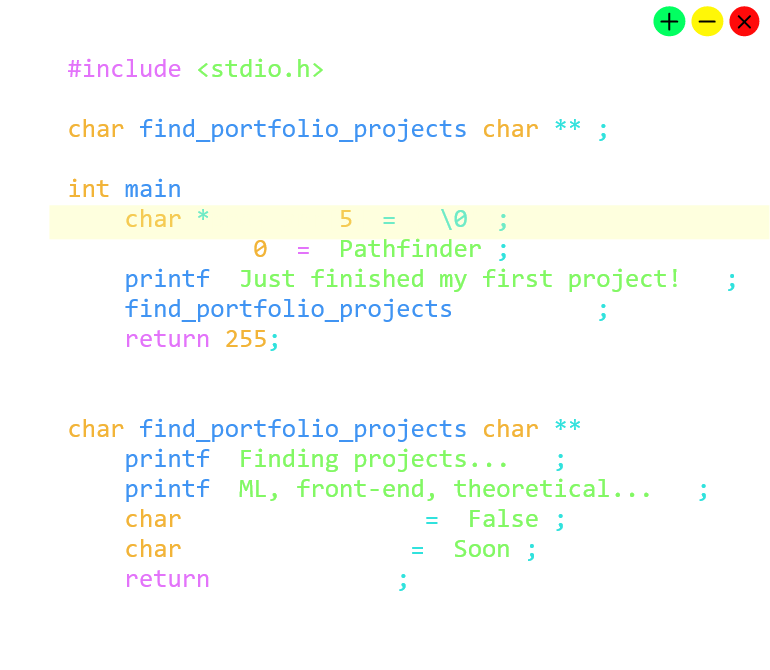 #include <stdio.h>
char find_portfolio_projects char ** ;
int main
char * 5 = \0 ;
0 = Pathfinder ;
printf Just finished my first project! ;
find_portfolio_projects ;
return 255;
char find_portfolio_projects char **
printf Finding projects... ;
printf ML, front-end, theoretical... ;
char = False ;
char = Soon ;
return ;